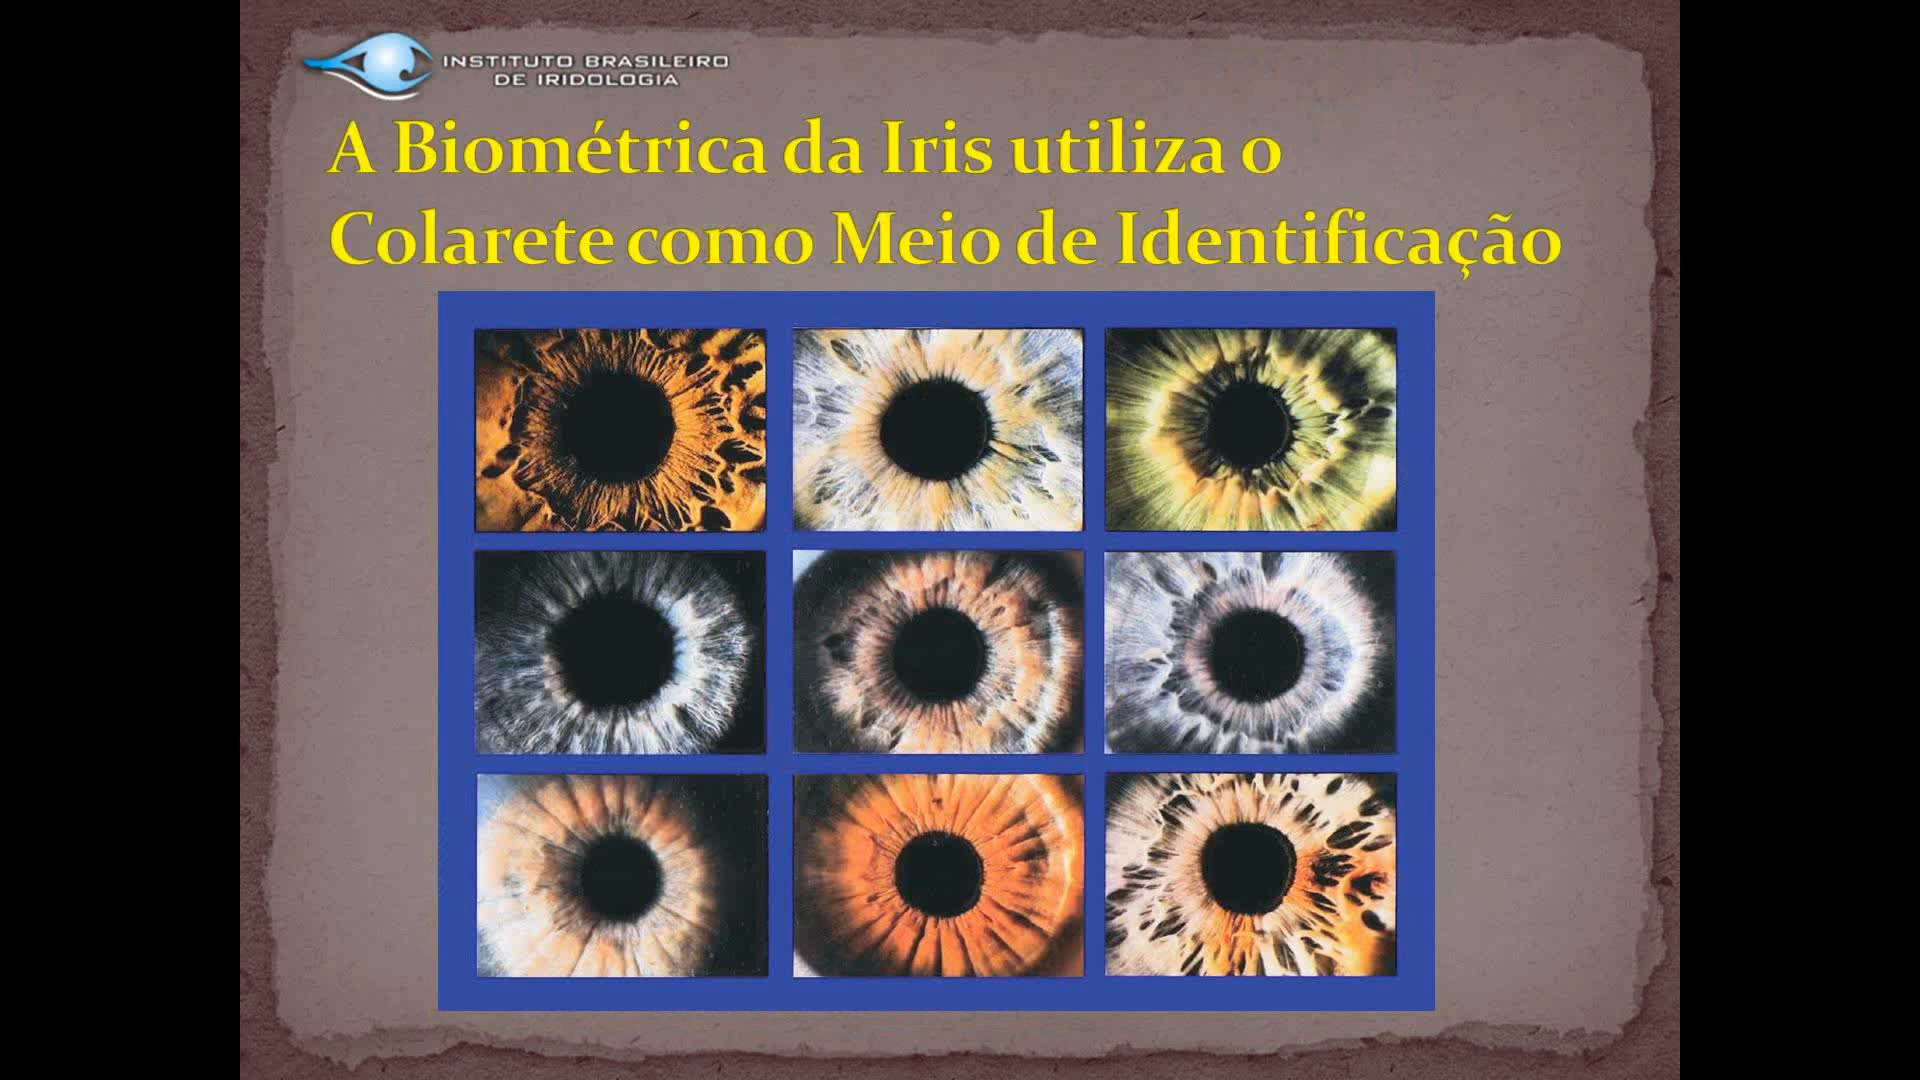 INSTITUTO BRASILEIRO
DE IRIDOLOGIA
A Biométrica da Iris utiliza o
Colarete como Meio de Identificação